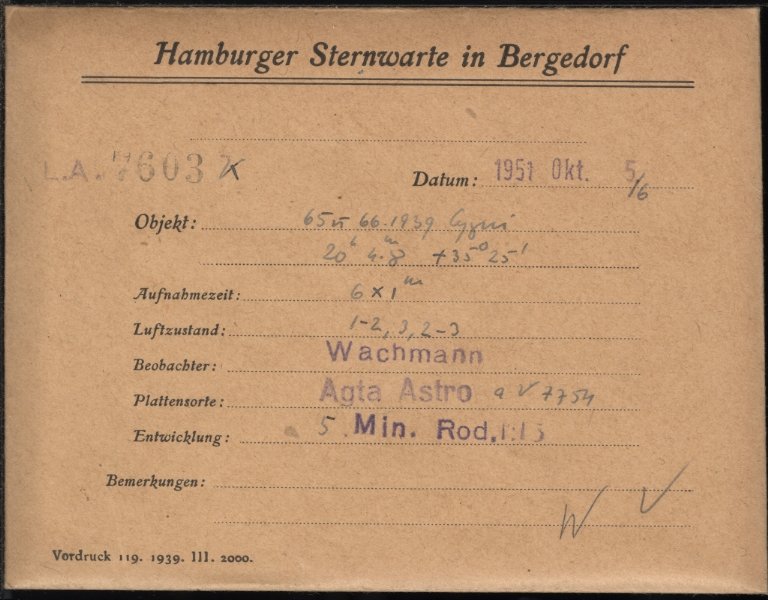 Hamburger Sternwarte in Bergedorf
L.A. 7603
Datum: 1951 Okt. 5/6
Objekt: 65 u 66.1939 Cygni
20h 4.m8 +35° 25'
Aufnahmezeit: 6 × 1m
Luftzustand: 1-2, 3, 2-3
Beobachter: Wachmann
Plattensorte: Agfa Astro a V 7754
Entwicklung: 5 Min. Rod. 1:15
Bemerkungen:
W V
Vordruck 119. 1939. III. 2000.